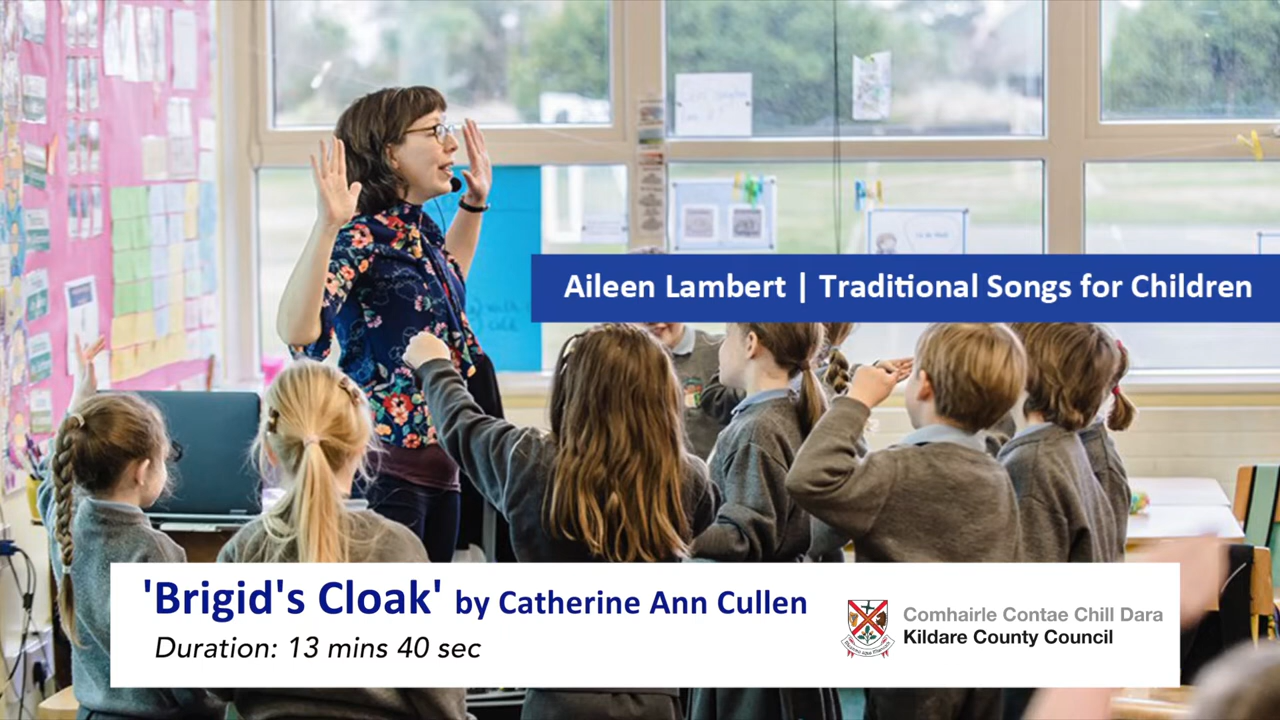 Aileen Lambert | Traditional Songs for Children
'Brigid's Cloak' by Catherine Ann Cullen
Duration: 13 mins 40 sec
Comhairle Contae Chill Dara
Kildare County Council